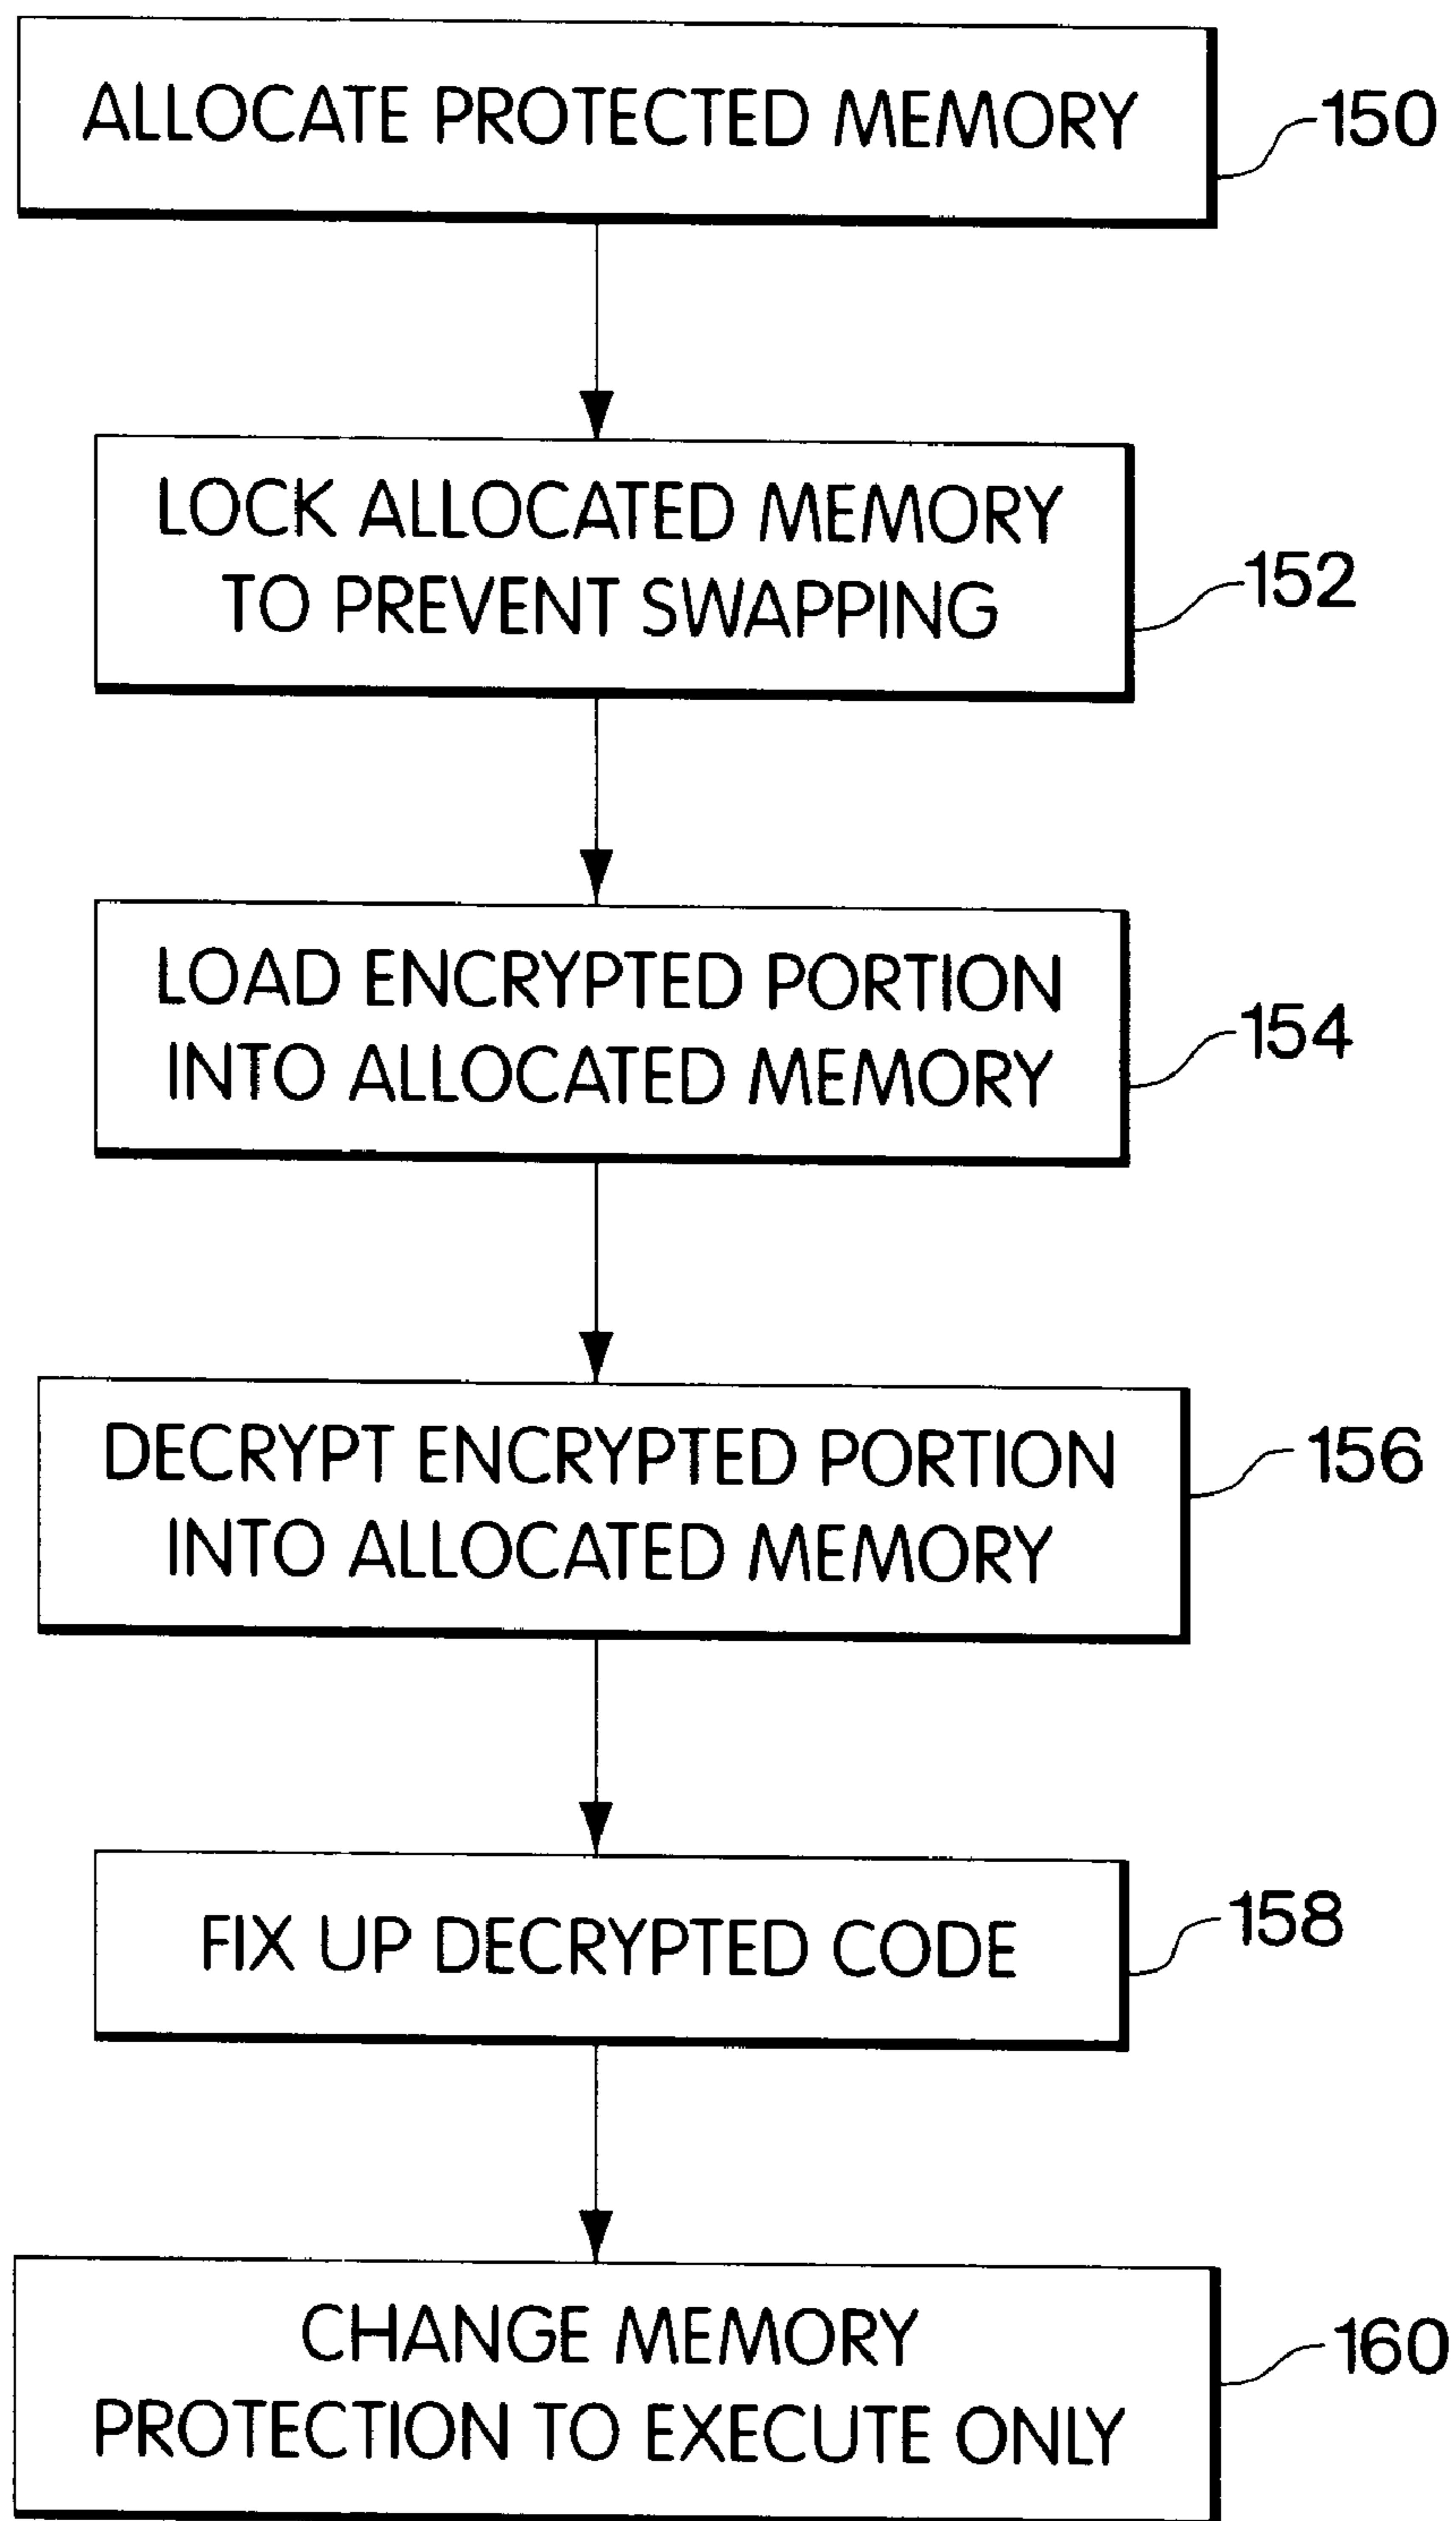 ALLOCATE PROTECTED MEMORY
150
LOCK ALLOCATED MEMORY
TO PREVENT SWAPPING
152
LOAD ENCRYPTED PORTION
INTO ALLOCATED MEMORY
154
DECRYPT ENCRYPTED PORTION
INTO ALLOCATED MEMORY
156
FIX UP DECRYPTED CODE
158
CHANGE MEMORY
PROTECTION TO EXECUTE ONLY
160